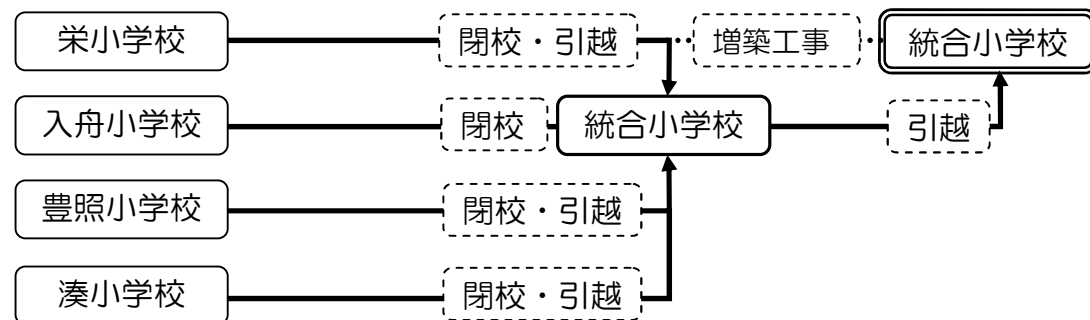 栄小学校
閉校・引越
増築工事
統合小学校
入舟小学校
閉校
統合小学校
引越
豊照小学校
閉校・引越
湊小学校
閉校・引越